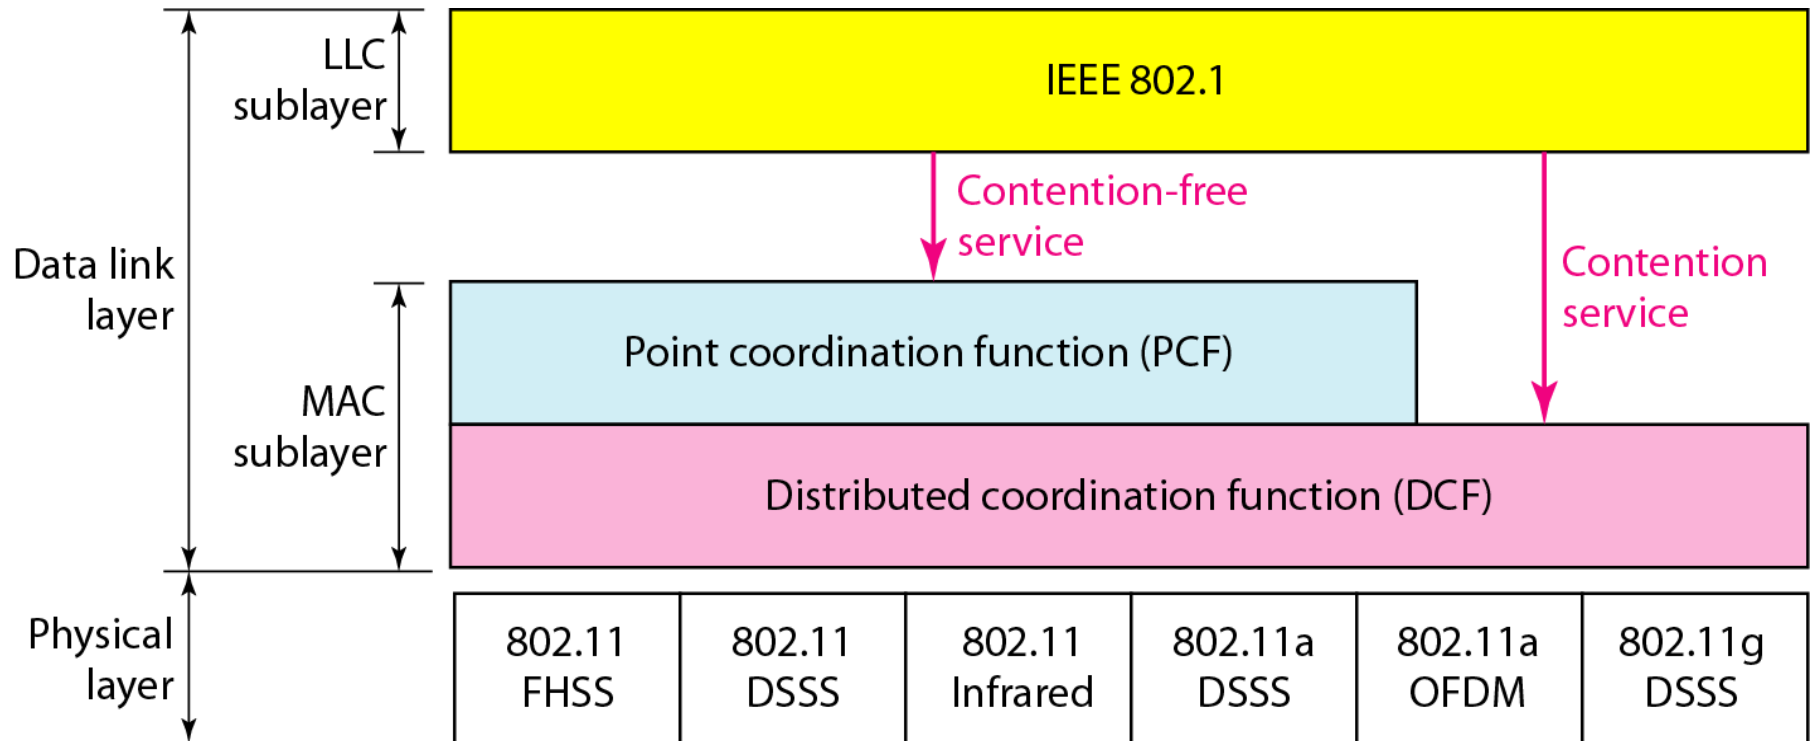 LLC
sublayer
IEEE 802.1
Contention-free
service
Contention
service
Data link
layer
MAC
sublayer
Point coordination function (PCF)
Distributed coordination function (DCF)
Physical
layer
802.11
FHSS
802.11
DSSS
802.11
Infrared
802.11a
DSSS
802.11a
OFDM
802.11g
DSSS